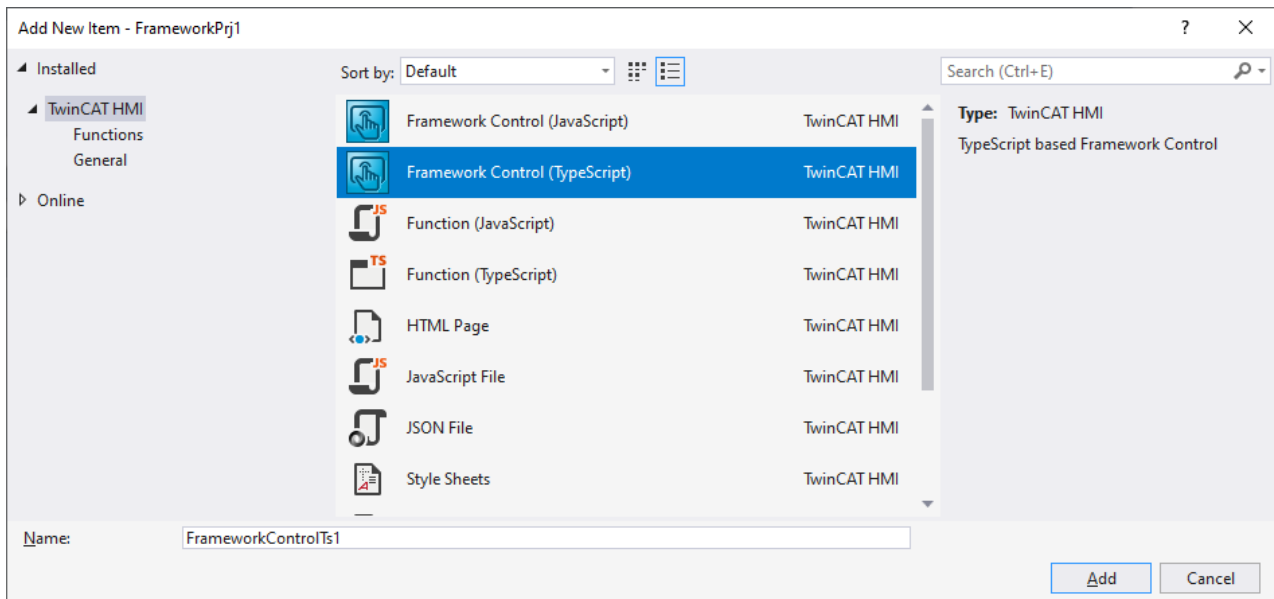 Add New Item - FrameworkPrj1
? X
Installed
TwinCAT HMI
Functions
General
Online
Sort by: Default
Search (Ctrl+E)
Framework Control (JavaScript) TwinCAT HMI
Framework Control (TypeScript) TwinCAT HMI
JS Function (JavaScript) TwinCAT HMI
TS Function (TypeScript) TwinCAT HMI
HTML Page TwinCAT HMI
JS JavaScript File TwinCAT HMI
JSON File TwinCAT HMI
A Style Sheets TwinCAT HMI
Type: TwinCAT HMI
TypeScript based Framework Control
Name: FrameworkControlTs1
Add Cancel